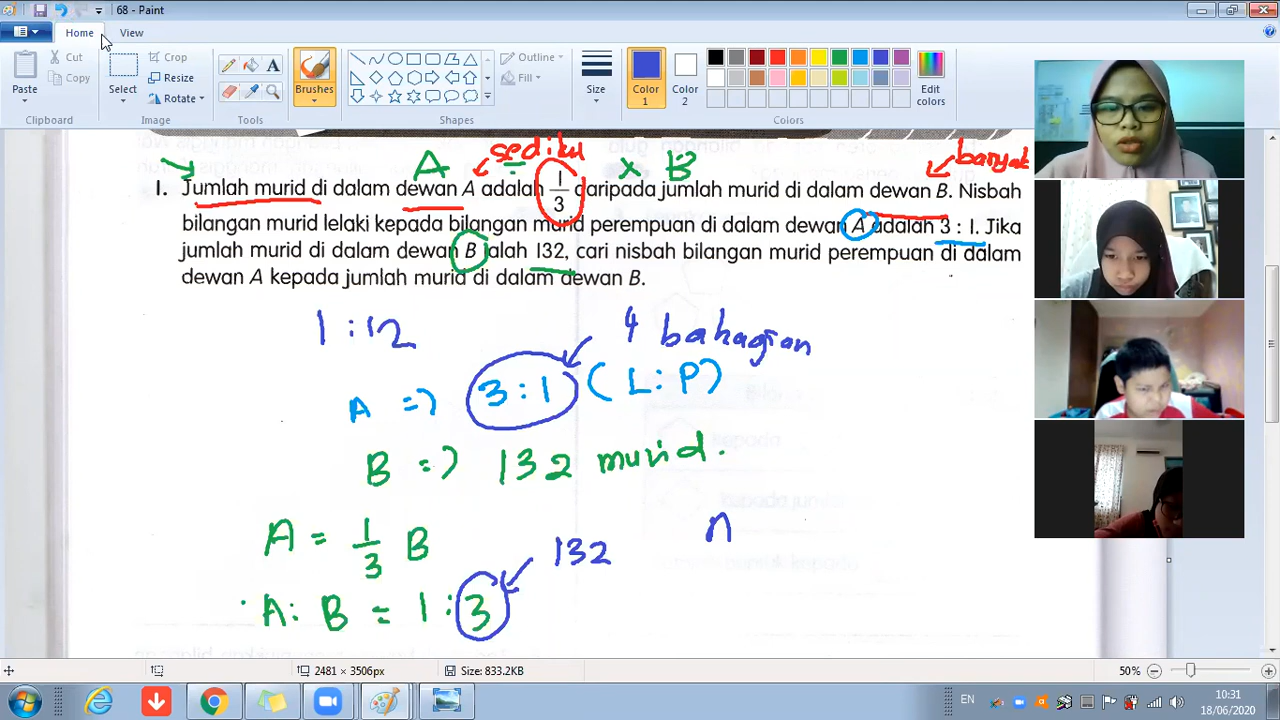 68 - Paint
Home
View
Paste
Cut
Copy
Clipboard
Select
Crop
Resize
Rotate
Image
A
Tools
Brushes
Outline
Fill
Shapes
Size
Color
1
Color
2
Edit
colors
Colors
A
sedikit
÷
x
B
banyak
1. Jumlah murid di dalam dewan A adalah 1/3 daripada jumlah murid di dalam dewan B. Nisbah
bilangan murid lelaki kepada bilangan murid perempuan di dalam dewan A adalah 3 : 1. Jika
jumlah murid di dalam dewan B ialah 132, cari nisbah bilangan murid perempuan di dalam
dewan A kepada jumlah murid di dalam dewan B.
1 : 12
4 bahagian
A => 3 : 1 ( L : P )
B => 132 murid.
A = 1/3 B
132
n
A : B = 1 : 3
2481 × 3506px
Size: 833.2KB
50%
EN
10:31
18/06/2020